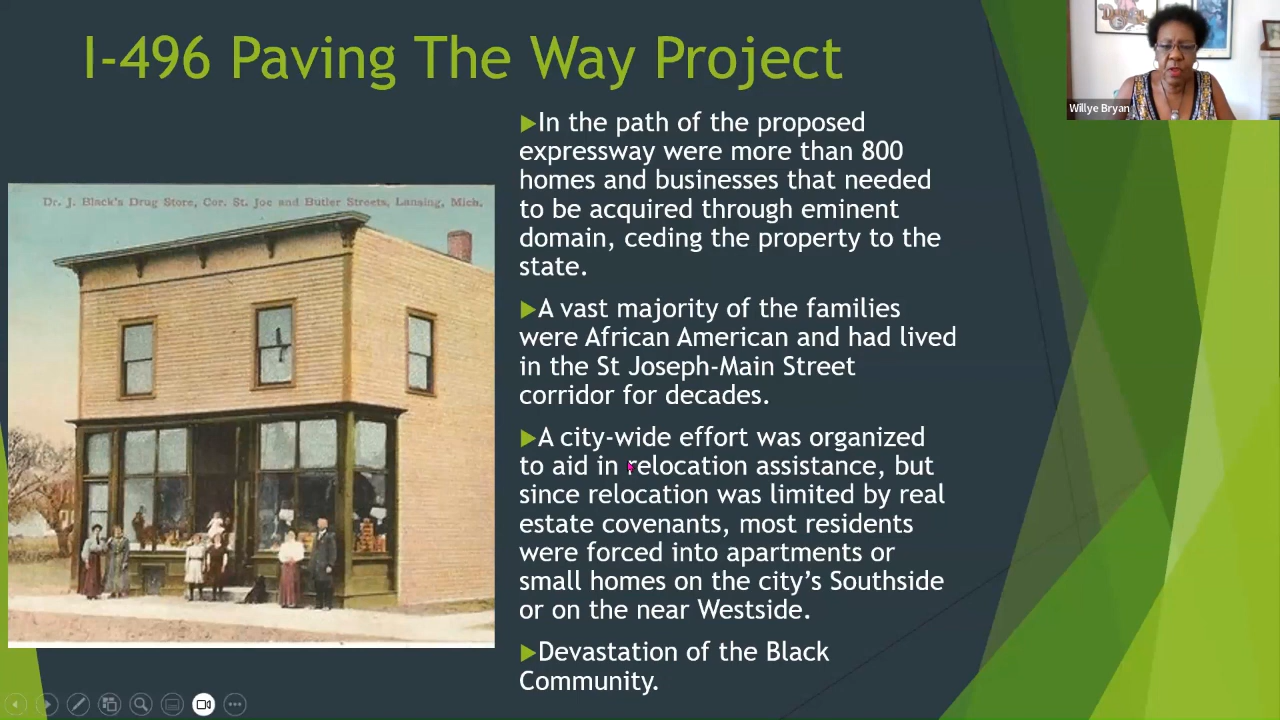 I-496 Paving The Way Project
Willye Bryan
In the path of the proposed
expressway were more than 800
homes and businesses that needed
to be acquired through eminent
domain, ceding the property to the
state.
A vast majority of the families
were African American and had lived
in the St Joseph-Main Street
corridor for decades.
A city-wide effort was organized
to aid in relocation assistance, but
since relocation was limited by real
estate covenants, most residents
were forced into apartments or
small homes on the city’s Southside
or on the near Westside.
Devastation of the Black
Community.
Dr. J. Black's Drug Store, Cor. St. Joe and Butler Streets, Lansing, Mich.